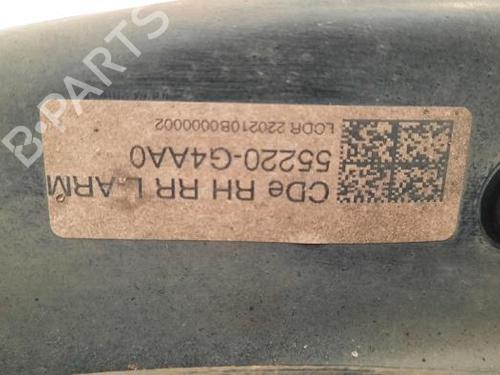 CDe RH RR L.ARM
55220-G4AA0
LCDR 220210B0000002
B-PARTS